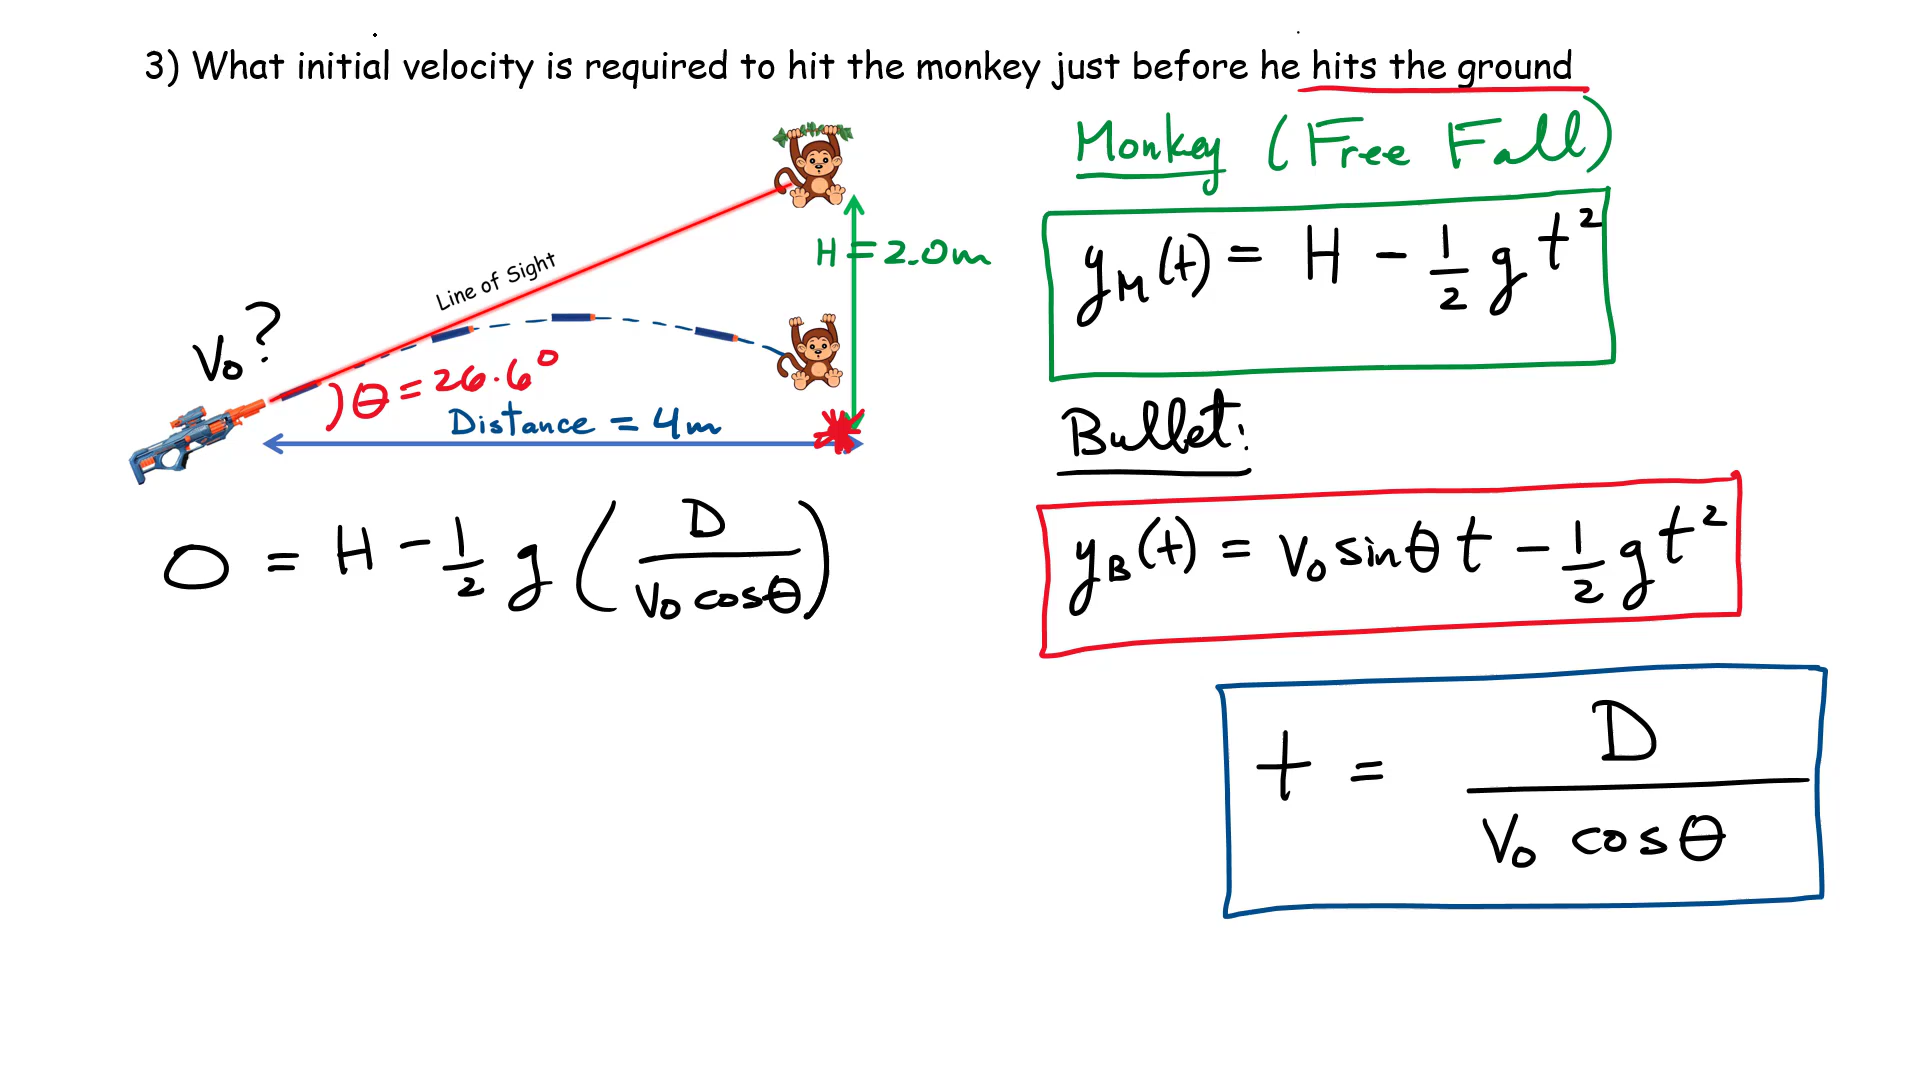 3) What initial velocity is required to hit the monkey just before he hits the ground
Monkey (Free Fall)
yM(t) = H - 1/2 g t²
H = 2.0m
Line of Sight
V0?
θ = 26.6°
Distance = 4m
Bullet:
yB(t) = V0 sinθ t - 1/2 g t²
0 = H - 1/2 g (D / V0 cosθ)
t = D / V0 cosθ